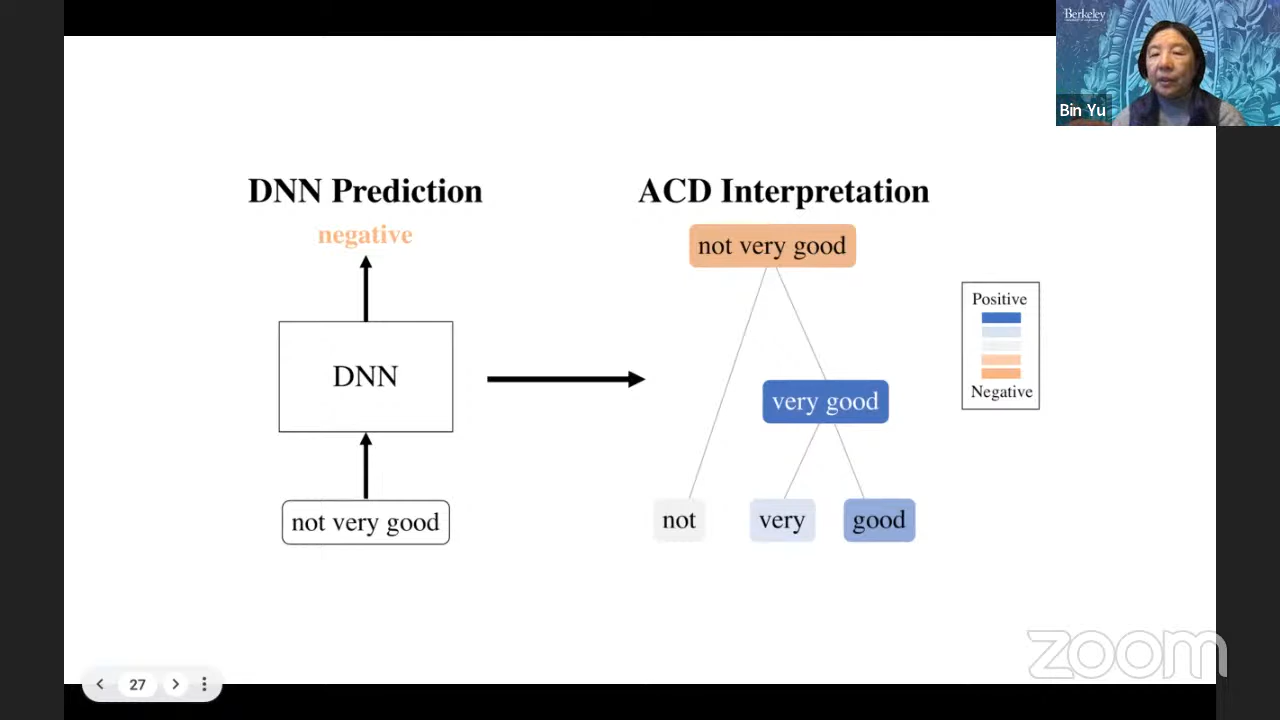 Berkeley
Bin Yu
DNN Prediction
negative
DNN
not very good
ACD Interpretation
not very good
very good
not
very
good
Positive
Negative
27
zoom